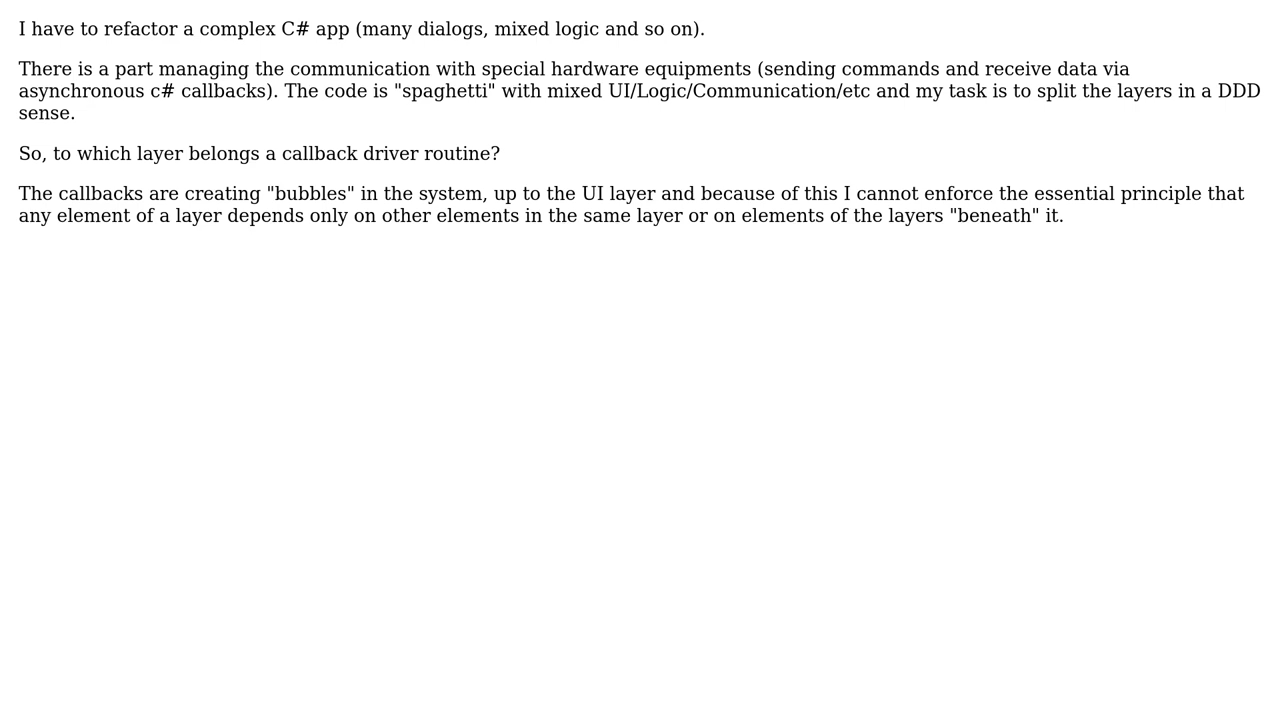 I have to refactor a complex C# app (many dialogs, mixed logic and so on).
There is a part managing the communication with special hardware equipments (sending commands and receive data via
asynchronous c# callbacks). The code is "spaghetti" with mixed UI/Logic/Communication/etc and my task is to split the layers in a DDD
sense.
So, to which layer belongs a callback driver routine?
The callbacks are creating "bubbles" in the system, up to the UI layer and because of this I cannot enforce the essential principle that
any element of a layer depends only on other elements in the same layer or on elements of the layers "beneath" it.